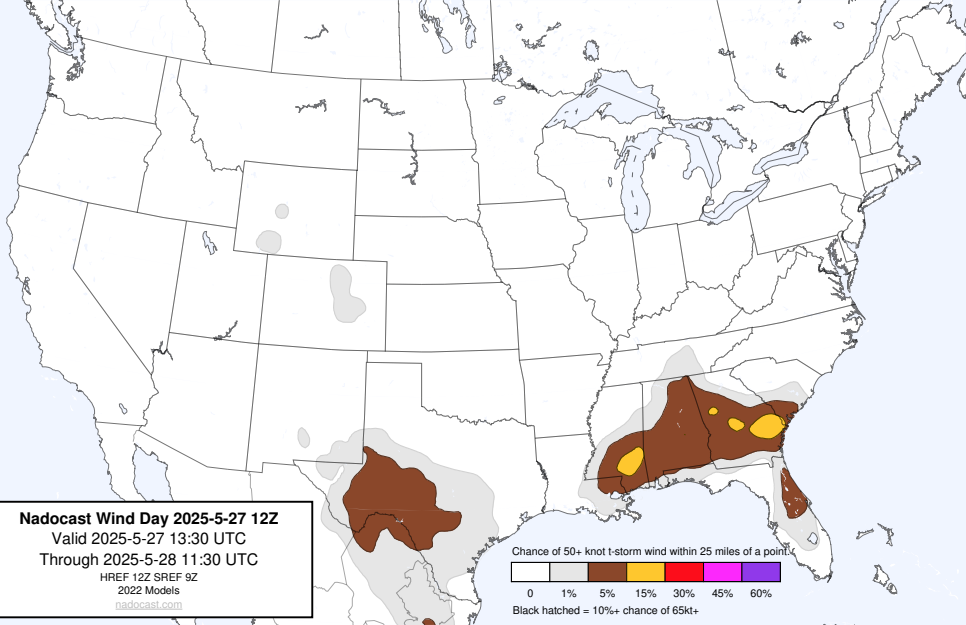 Nadocast Wind Day 2025-5-27 12Z
Valid 2025-5-27 13:30 UTC
Through 2025-5-28 11:30 UTC
HREF 12Z SREF 9Z
2022 Models
nadocast.com
Chance of 50+ knot t-storm wind within 25 miles of a point.
0 1% 5% 15% 30% 45% 60%
Black hatched = 10%+ chance of 65kt+